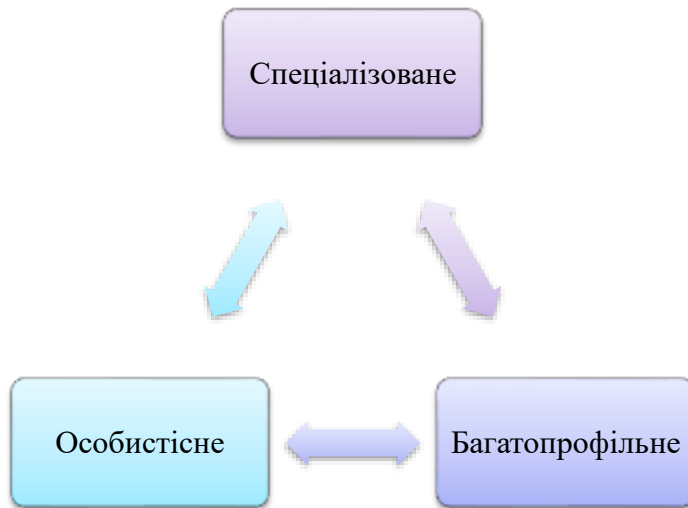 Спеціалізоване
Особистісне
Багатопрофільне